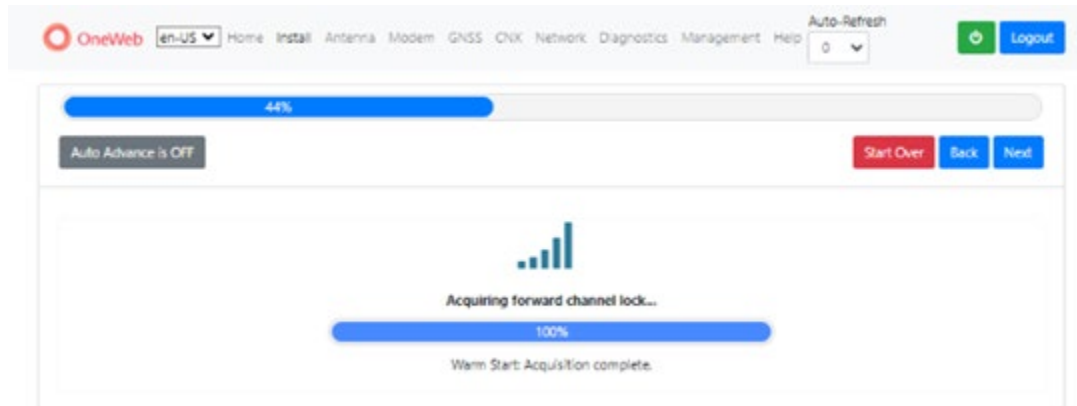 Auto-Refresh
OneWeb en-US Home Install Antenna Modem GNSS CNX Network Diagnostics Management Help 0 Logout
44%
Auto Advance is OFF Start Over Back Next
Acquiring forward channel lock...
100%
Warm Start: Acquisition complete.